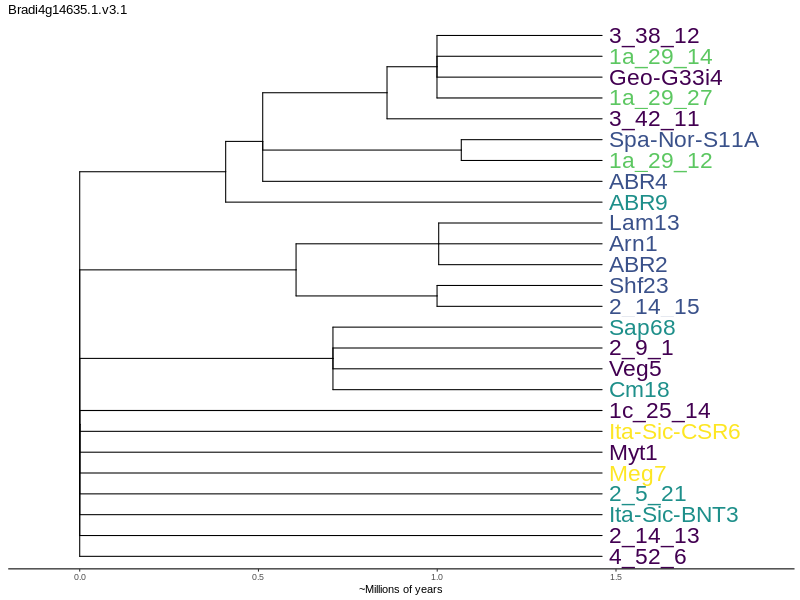 Bradi4g14635.1.v3.1
3_38_12
1a_29_14
Geo-G33i4
1a_29_27
3_42_11
Spa-Nor-S11A
1a_29_12
ABR4
ABR9
Lam13
Arn1
ABR2
Shf23
2_14_15
Sap68
2_9_1
Veg5
Cm18
1c_25_14
Ita-Sic-CSR6
Myt1
Meg7
2_5_21
Ita-Sic-BNT3
2_14_13
4_52_6
0.0 0.5 1.0 1.5
~Millions of years